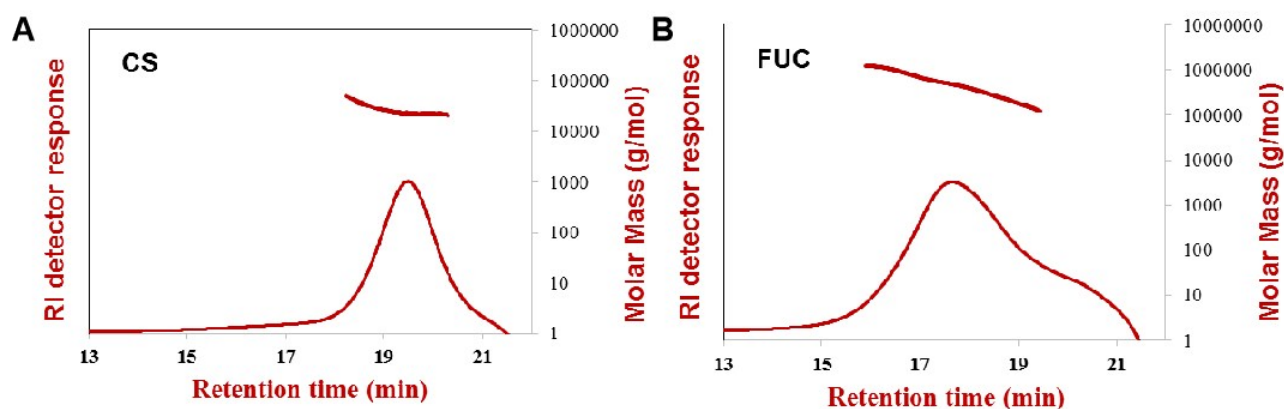 A
CS
RI detector response
1000000
100000
10000
1000
100
10
1
Molar Mass (g/mol)
13 15 17 19 21
Retention time (min)
B
FUC
RI detector response
10000000
1000000
100000
10000
1000
100
10
1
Molar Mass (g/mol)
13 15 17 19 21
Retention time (min)